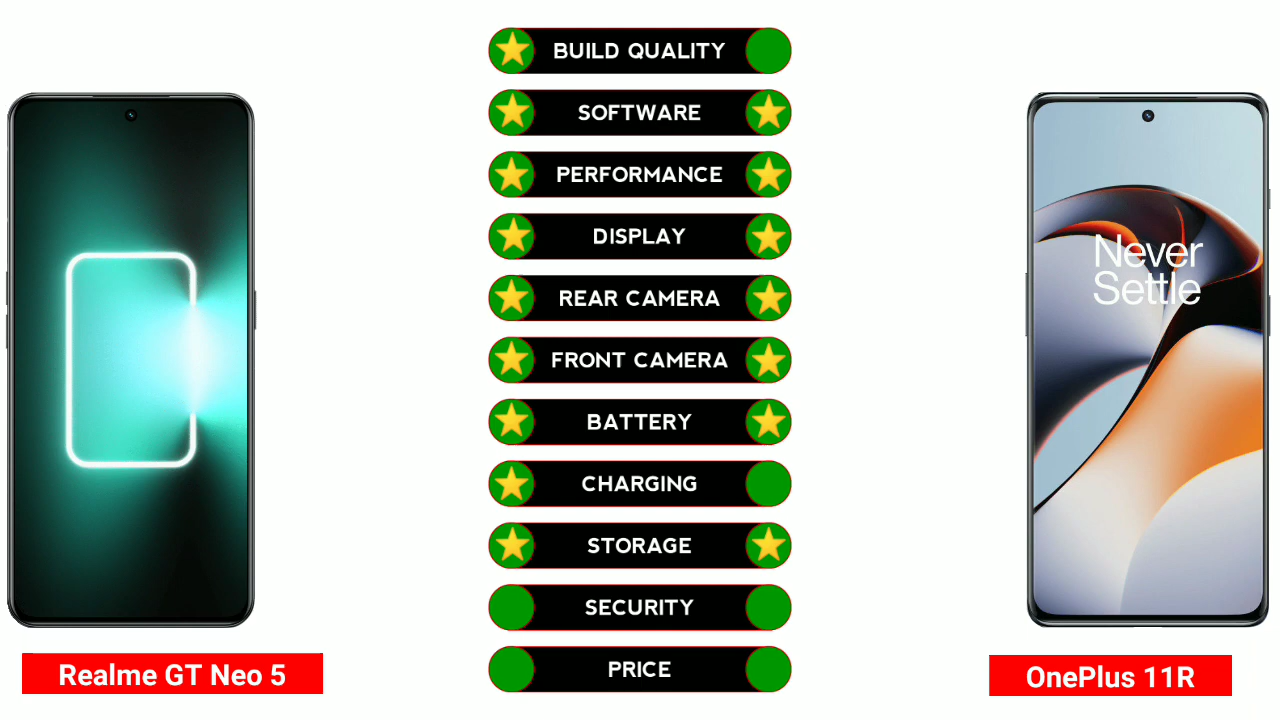 BUILD QUALITY
SOFTWARE
PERFORMANCE
DISPLAY
REAR CAMERA
FRONT CAMERA
BATTERY
CHARGING
STORAGE
SECURITY
PRICE
Never
Settle
Realme GT Neo 5
OnePlus 11R